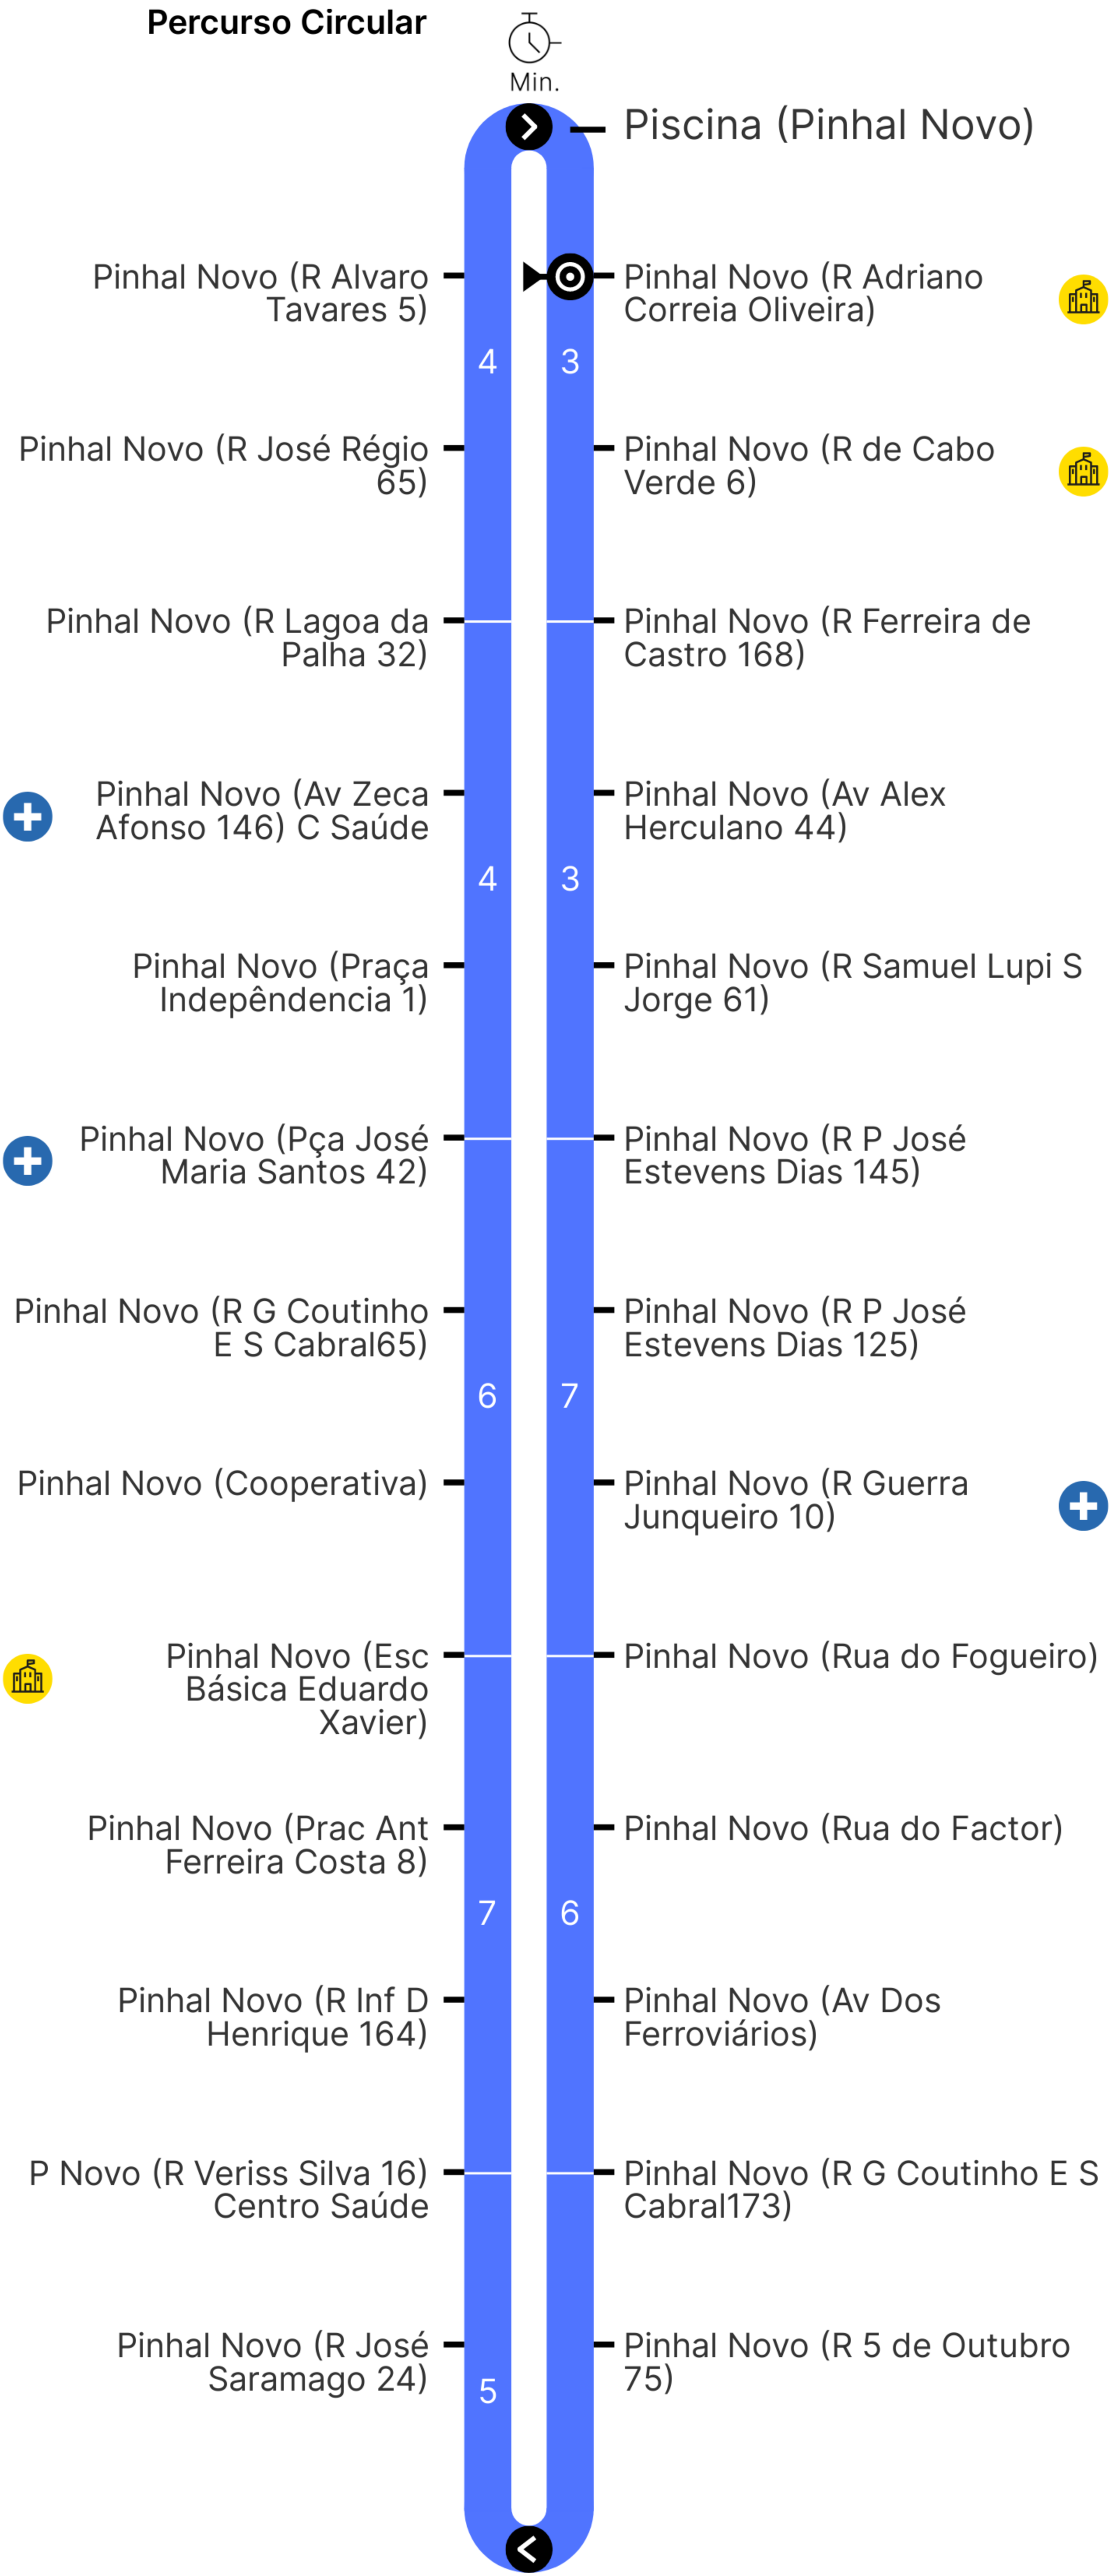 Percurso Circular
Min.
Piscina (Pinhal Novo)
Pinhal Novo (R Alvaro
Tavares 5)
Pinhal Novo (R Adriano
Correia Oliveira)
4
3
Pinhal Novo (R José Régio
65)
Pinhal Novo (R de Cabo
Verde 6)
Pinhal Novo (R Lagoa da
Palha 32)
Pinhal Novo (R Ferreira de
Castro 168)
Pinhal Novo (Av Zeca
Afonso 146) C Saúde
Pinhal Novo (Av Alex
Herculano 44)
4
3
Pinhal Novo (Praça
Indepêndencia 1)
Pinhal Novo (R Samuel Lupi S
Jorge 61)
Pinhal Novo (Pça José
Maria Santos 42)
Pinhal Novo (R P José
Estevens Dias 145)
Pinhal Novo (R G Coutinho
E S Cabral65)
Pinhal Novo (R P José
Estevens Dias 125)
6
7
Pinhal Novo (Cooperativa)
Pinhal Novo (R Guerra
Junqueiro 10)
Pinhal Novo (Esc
Básica Eduardo
Xavier)
Pinhal Novo (Rua do Fogueiro)
Pinhal Novo (Prac Ant
Ferreira Costa 8)
Pinhal Novo (Rua do Factor)
7
6
Pinhal Novo (R Inf D
Henrique 164)
Pinhal Novo (Av Dos
Ferroviários)
P Novo (R Veriss Silva 16)
Centro Saúde
Pinhal Novo (R G Coutinho E S
Cabral173)
Pinhal Novo (R José
Saramago 24)
Pinhal Novo (R 5 de Outubro
75)
5